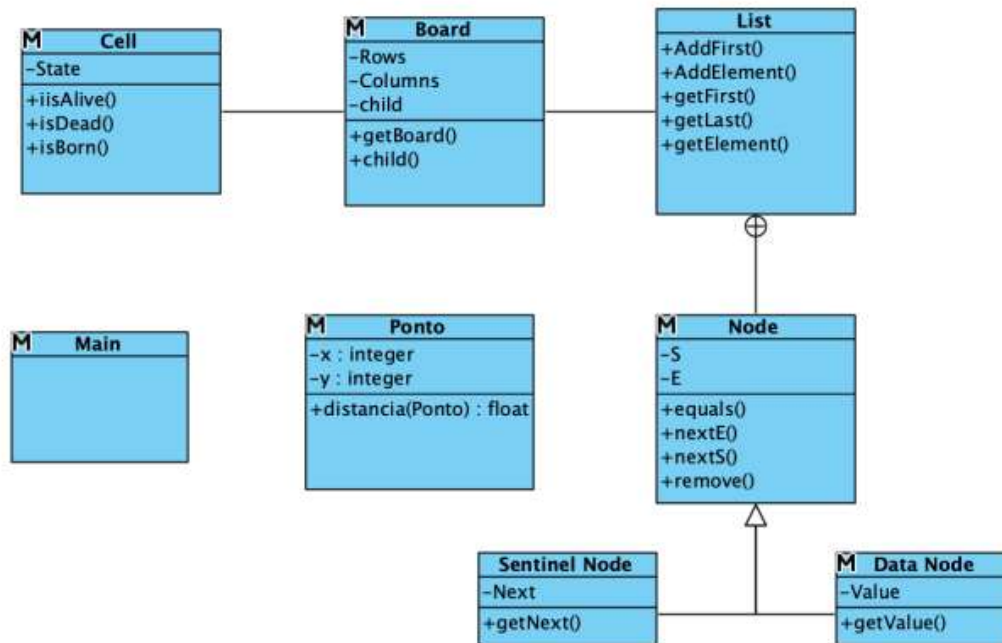 M Cell
-State
+iisAlive()
+isDead()
+isBorn()
M Board
-Rows
-Columns
-child
+getBoard()
+child()
List
+AddFirst()
+AddElement()
+getFirst()
+getLast()
+getElement()
M Main
M Ponto
-x : integer
-y : integer
+distancia(Ponto) : float
M Node
-S
-E
+equals()
+nextE()
+nextS()
+remove()
Sentinel Node
-Next
+getNext()
M Data Node
-Value
+getValue()